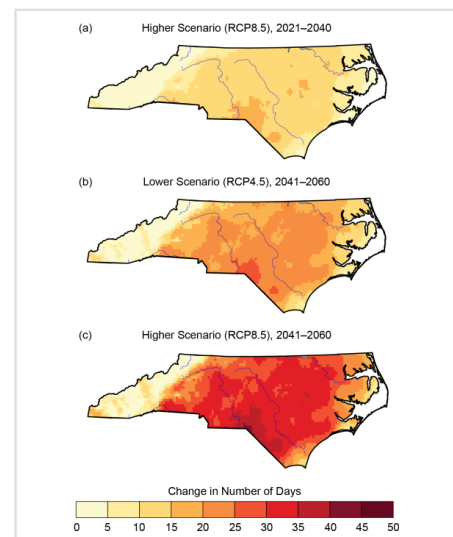 (a) Higher Scenario (RCP8.5), 2021–2040
(b) Lower Scenario (RCP4.5), 2041–2060
(c) Higher Scenario (RCP8.5), 2041–2060
Change in Number of Days
0 5 10 15 20 25 30 35 40 45 50